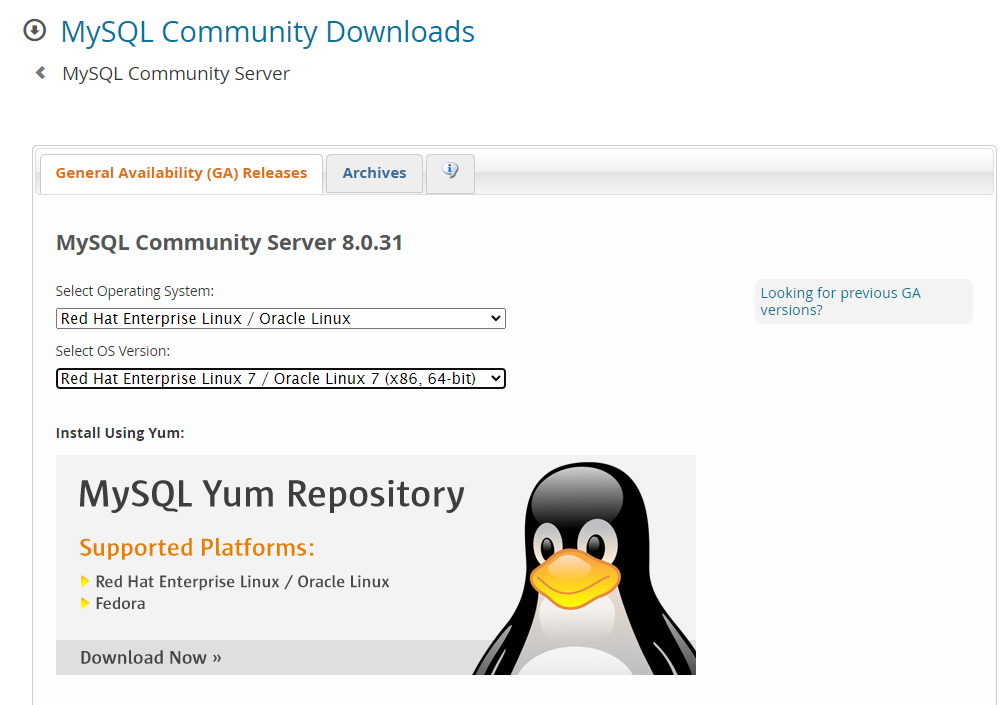 MySQL Community Downloads
MySQL Community Server
General Availability (GA) Releases
Archives
i
MySQL Community Server 8.0.31
Select Operating System:
Looking for previous GA
versions?
Red Hat Enterprise Linux / Oracle Linux
Select OS Version:
Red Hat Enterprise Linux 7 / Oracle Linux 7 (x86, 64-bit)
Install Using Yum:
MySQL Yum Repository
Supported Platforms:
Red Hat Enterprise Linux / Oracle Linux
Fedora
Download Now »